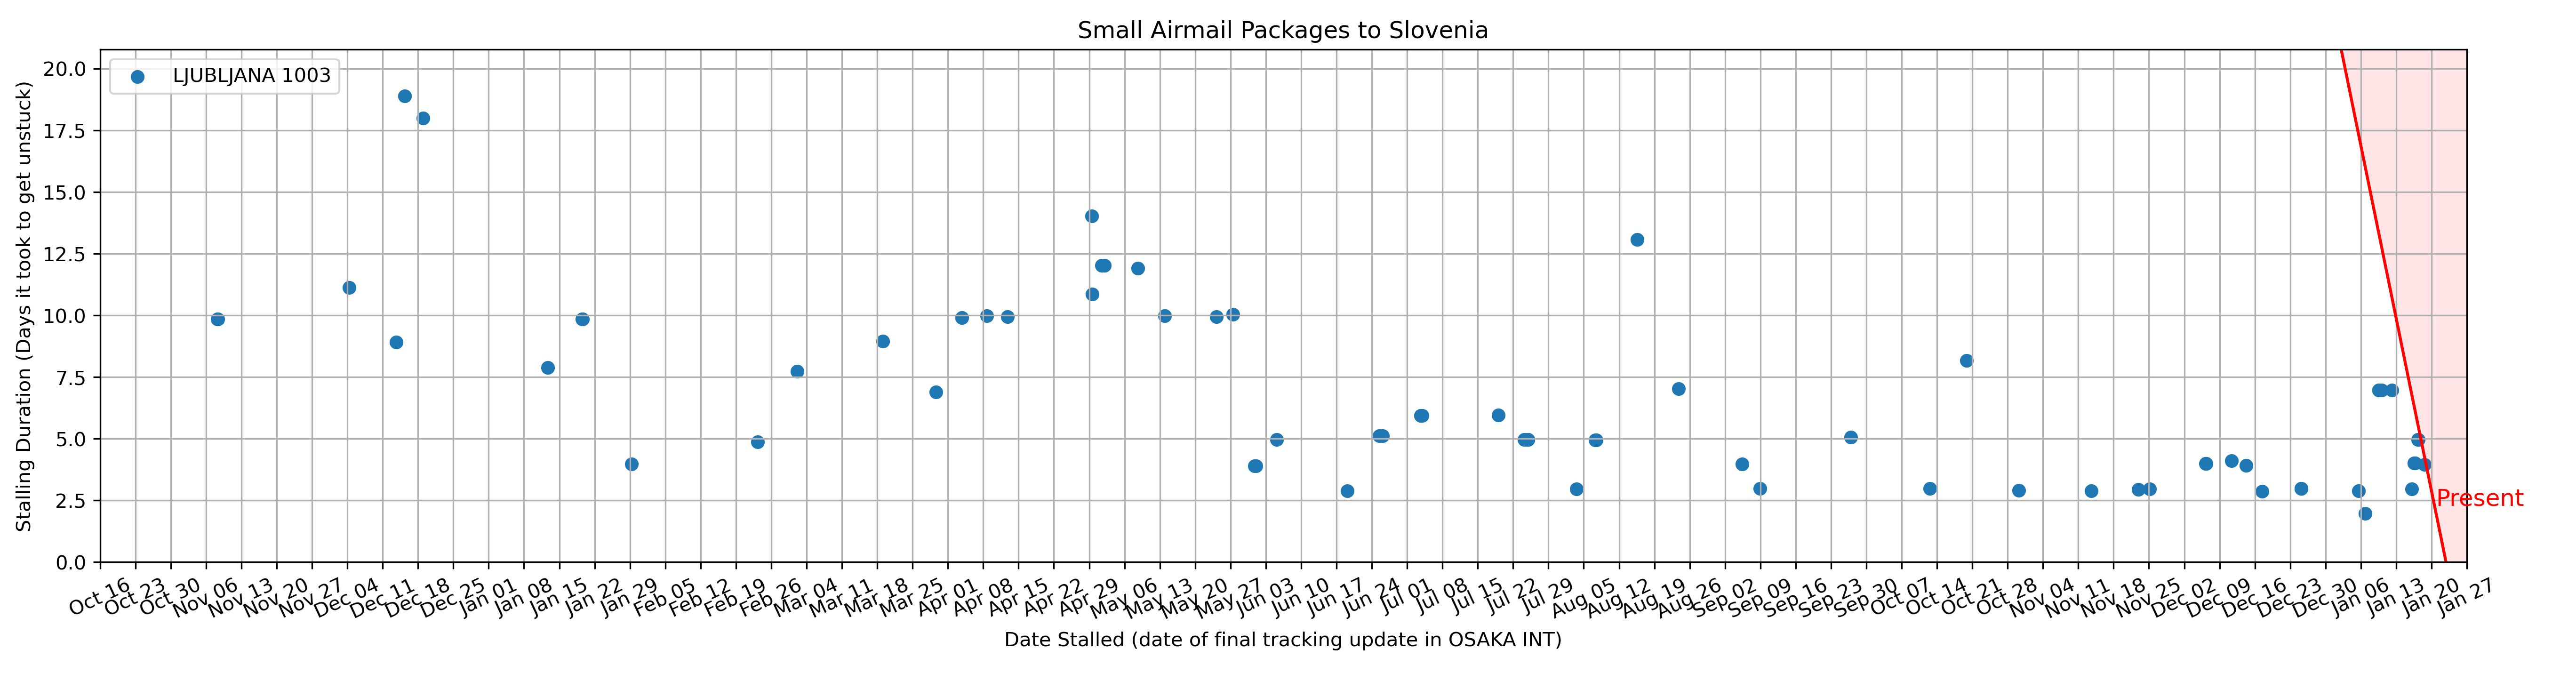 Small Airmail Packages to Slovenia
LJUBLJANA 1003
Stalling Duration (Days it took to get unstuck)
20.0
17.5
15.0
12.5
10.0
7.5
5.0
2.5
0.0
Present
Oct 16 Oct 23 Oct 30 Nov 06 Nov 13 Nov 20 Nov 27 Dec 04 Dec 11 Dec 18 Dec 25 Jan 01 Jan 08 Jan 15 Jan 22 Jan 29 Feb 05 Feb 12 Feb 19 Feb 26 Mar 04 Mar 11 Mar 18 Mar 25 Apr 01 Apr 08 Apr 15 Apr 22 Apr 29 May 06 May 13 May 20 May 27 Jun 03 Jun 10 Jun 17 Jun 24 Jul 01 Jul 08 Jul 15 Jul 22 Jul 29 Aug 05 Aug 12 Aug 19 Aug 26 Sep 02 Sep 09 Sep 16 Sep 23 Sep 30 Oct 07 Oct 14 Oct 21 Oct 28 Nov 04 Nov 11 Nov 18 Nov 25 Dec 02 Dec 09 Dec 16 Dec 23 Dec 30 Jan 06 Jan 13 Jan 20 Jan 27
Date Stalled (date of final tracking update in OSAKA INT)